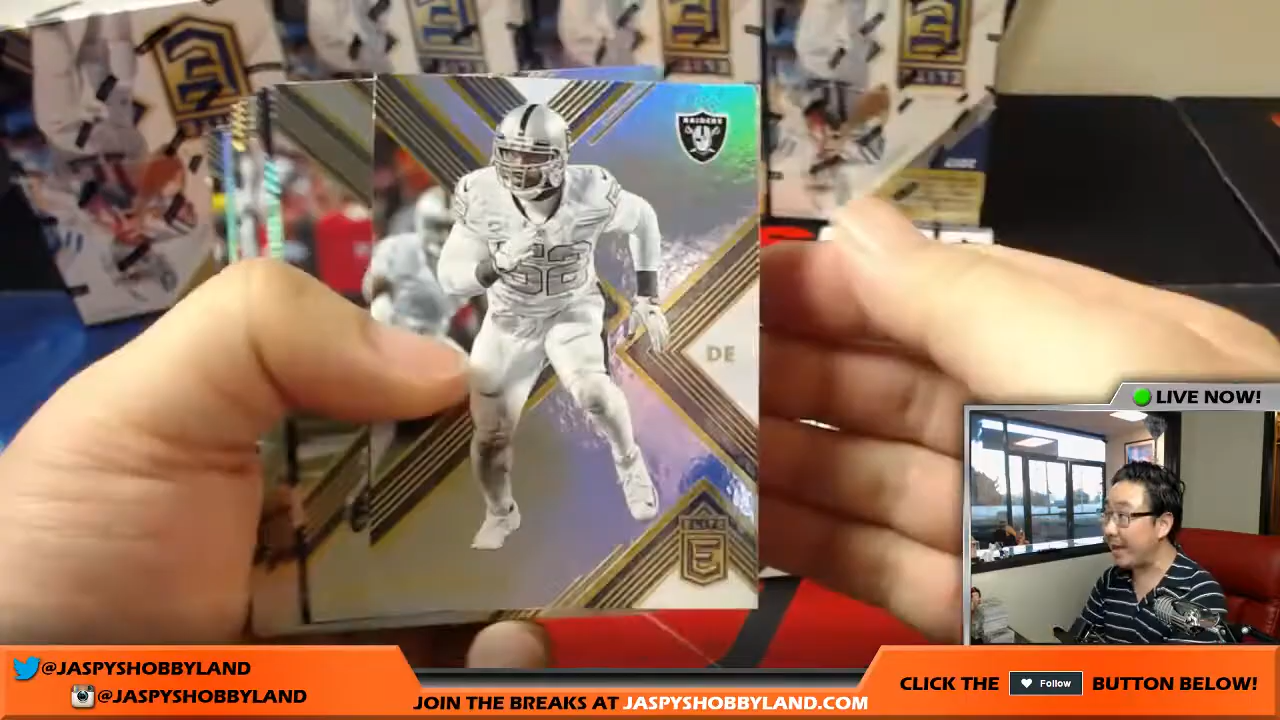 RAIDERS
52
DE
ELITE
E
LIVE NOW!
@JASPYSHOBBYLAND
@JASPYSHOBBYLAND
JOIN THE BREAKS AT JASPYSHOBBYLAND.COM
CLICK THE Follow BUTTON BELOW!